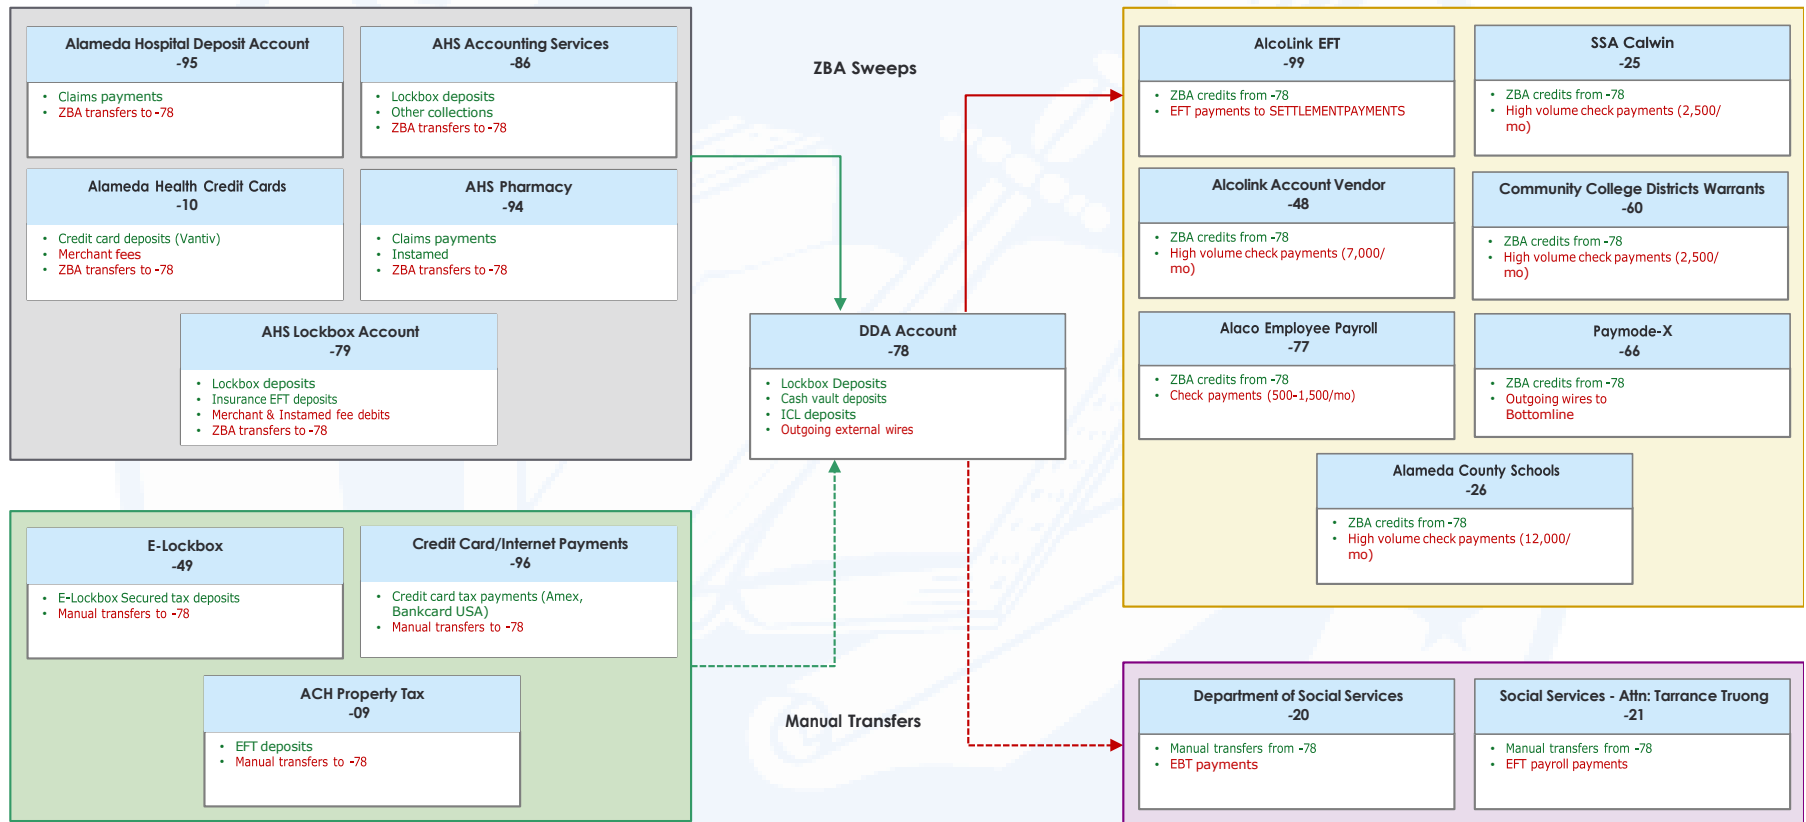 Alameda Hospital Deposit Account
-95
• Claims payments
• ZBA transfers to -78
AHS Accounting Services
-86
• Lockbox deposits
• Other collections
• ZBA transfers to -78
Alameda Health Credit Cards
-10
• Credit card deposits (Vantiv)
• Merchant fees
• ZBA transfers to -78
AHS Pharmacy
-94
• Claims payments
• Instamed
• ZBA transfers to -78
AHS Lockbox Account
-79
• Lockbox deposits
• Insurance EFT deposits
• Merchant & Instamed fee debits
• ZBA transfers to -78
E-Lockbox
-49
• E-Lockbox Secured tax deposits
• Manual transfers to -78
Credit Card/Internet Payments
-96
• Credit card tax payments (Amex,
Bankcard USA)
• Manual transfers to -78
ACH Property Tax
-09
• EFT deposits
• Manual transfers to -78
ZBA Sweeps
DDA Account
-78
• Lockbox Deposits
• Cash vault deposits
• ICL deposits
• Outgoing external wires
Manual Transfers
AlcoLink EFT
-99
• ZBA credits from -78
• EFT payments to SETTLEMENTPAYMENTS
SSA Calwin
-25
• ZBA credits from -78
• High volume check payments (2,500/
mo)
Alcolink Account Vendor
-48
• ZBA credits from -78
• High volume check payments (7,000/
mo)
Community College Districts Warrants
-60
• ZBA credits from -78
• High volume check payments (2,500/
mo)
Alaco Employee Payroll
-77
• ZBA credits from -78
• Check payments (500-1,500/mo)
Paymode-X
-66
• ZBA credits from -78
• Outgoing wires to
Bottomline
Alameda County Schools
-26
• ZBA credits from -78
• High volume check payments (12,000/
mo)
Department of Social Services
-20
• Manual transfers from -78
• EBT payments
Social Services - Attn: Tarrance Truong
-21
• Manual transfers from -78
• EFT payroll payments